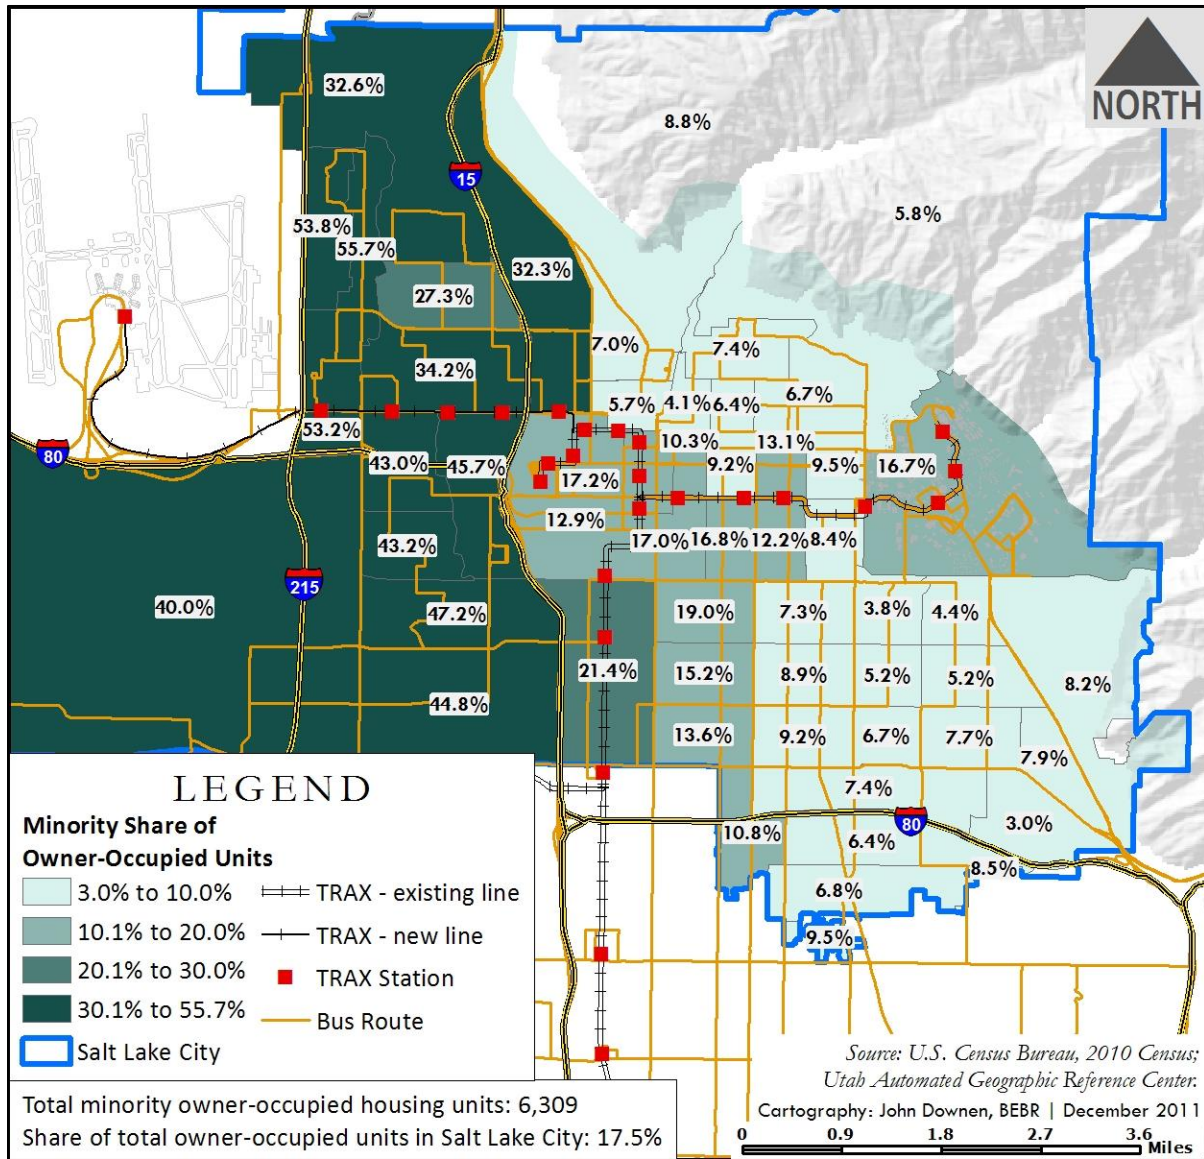 NORTH
32.6%
8.8%
15
5.8%
53.8%
55.7%
32.3%
27.3%
7.0%
7.4%
34.2%
6.7%
5.7%
4.1%
6.4%
53.2%
10.3%
13.1%
80
43.0%
45.7%
9.2%
9.5%
16.7%
17.2%
12.9%
43.2%
17.0%
16.8%
12.2%
8.4%
215
40.0%
47.2%
19.0%
7.3%
3.8%
4.4%
21.4%
15.2%
8.9%
5.2%
5.2%
8.2%
44.8%
13.6%
9.2%
6.7%
7.7%
7.9%
7.4%
10.8%
6.4%
80
3.0%
8.5%
6.8%
9.5%
LEGEND
Minority Share of
Owner-Occupied Units
3.0% to 10.0%
10.1% to 20.0%
20.1% to 30.0%
30.1% to 55.7%
Salt Lake City
TRAX - existing line
TRAX - new line
TRAX Station
Bus Route
Total minority owner-occupied housing units: 6,309
Share of total owner-occupied units in Salt Lake City: 17.5%
Source: U.S. Census Bureau, 2010 Census;
Utah Automated Geographic Reference Center.
Cartography: John Downen, BEBR | December 2011
0 0.9 1.8 2.7 3.6
Miles